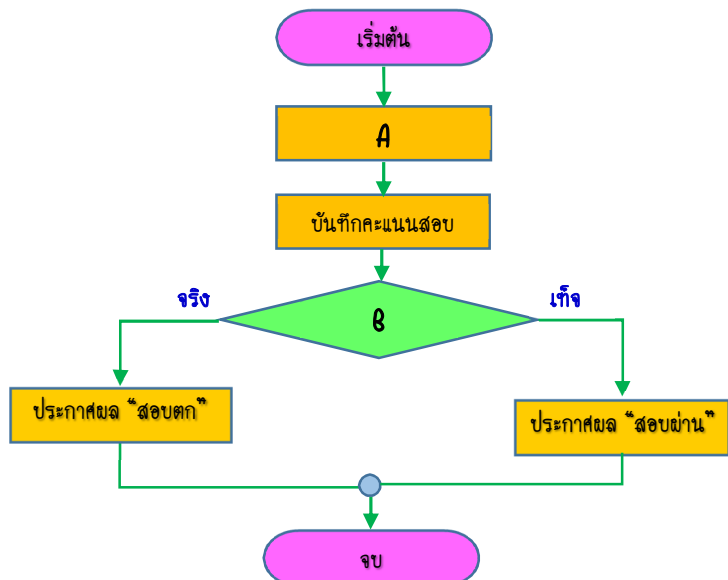 เริ่มต้น
A
บันทึกคะแนนสอบ
จริง
เท็จ
B
ประกาศผล “สอบตก”
ประกาศผล “สอบผ่าน”
จบ